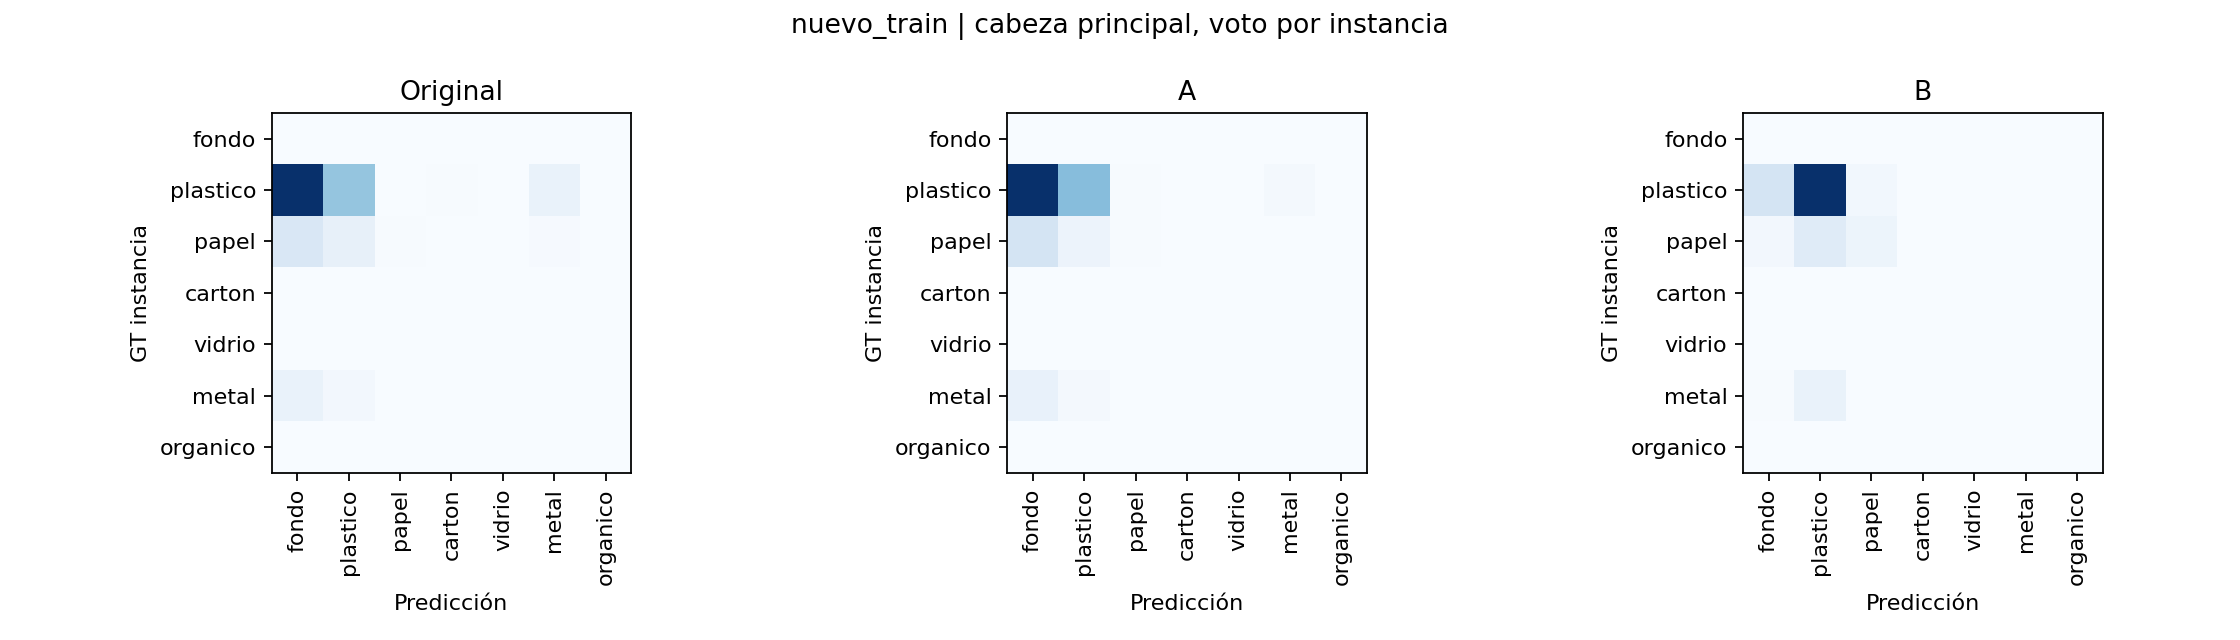 nuevo_train | cabeza principal, voto por instancia
Original
GT instancia
fondo
plastico
papel
carton
vidrio
metal
organico
fondo
plastico
papel
carton
vidrio
metal
organico
Predicción
A
GT instancia
fondo
plastico
papel
carton
vidrio
metal
organico
fondo
plastico
papel
carton
vidrio
metal
organico
Predicción
B
GT instancia
fondo
plastico
papel
carton
vidrio
metal
organico
fondo
plastico
papel
carton
vidrio
metal
organico
Predicción